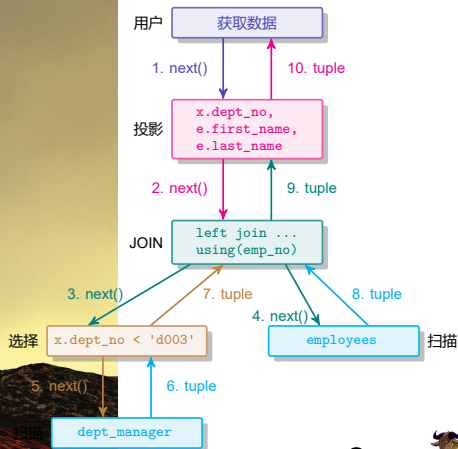 用户
获取数据
1. next()
10. tuple
投影
x.dept_no,
e.first_name,
e.last_name
2. next()
9. tuple
JOIN
left join ...
using(emp_no)
3. next()
7. tuple
4. next()
8. tuple
选择
x.dept_no < 'd003'
employees
扫描
5. next()
6. tuple
扫描
dept_manager